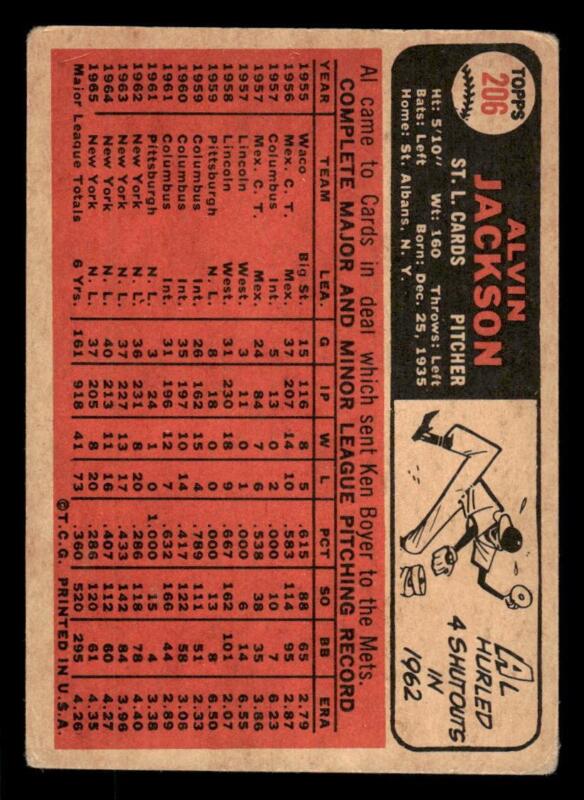 TOPPS
206
ALVIN
JACKSON
ST. L. CARDS PITCHER
Ht: 5'10" Wt: 160 Throws: Left
Bats: Left Born: Dec. 25, 1935
Home: St. Albans, N. Y.
AL
HURLED
4 SHUTOUTS
IN
1962
Al came to Cards in deal which sent Ken Boyer to the Mets.
COMPLETE MAJOR AND MINOR LEAGUE PITCHING RECORD
YEAR TEAM LEA. G IP W L PCT SO BB ERA
1955 Waco Big St. 15 116 8 5 .615 88 65 2.79
1956 Mex. C. T. Mex. 37 207 14 10 .583 114 95 2.87
1957 Columbus Int. 5 13 0 2 .000 10 7 6.23
1957 Mex. C. T. Mex. 24 84 7 6 .538 38 35 3.86
1957 Lincoln West. 3 11 0 1 .000 6 14 6.55
1958 Lincoln West. 31 230 18 9 .667 162 101 2.07
1959 Pittsburgh N. L. 8 18 0 0 .000 13 8 6.50
1959 Columbus Int. 26 162 15 4 .789 111 51 2.33
1960 Columbus Int. 35 197 10 14 .417 122 58 3.06
1961 Columbus Int. 31 196 12 7 .632 166 44 2.89
1961 Pittsburgh N. L. 3 24 1 0 1.000 15 4 3.42
1962 New York N. L. 36 231 8 20 .286 118 78 4.40
1963 New York N. L. 37 227 13 17 .433 142 84 3.96
1964 New York N. L. 40 213 11 16 .407 112 60 4.27
1965 New York N. L. 37 205 8 20 .286 120 61 4.35
Major League Totals 6 Yrs. 161 918 41 73 .360 520 295 4.26
©T.C.G. PRINTED IN U.S.A.